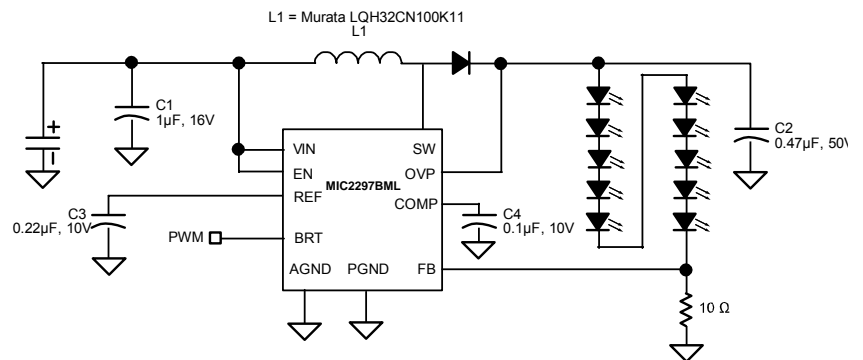 L1 = Murata LQH32CN100K11
L1
C1
1µF, 16V
+
-
VIN
EN
REF
BRT
AGND
PGND
SW
OVP
MIC2297BML
COMP
FB
C3
0.22µF, 10V
PWM
C4
0.1µF, 10V
C2
0.47µF, 50V
10 Ω